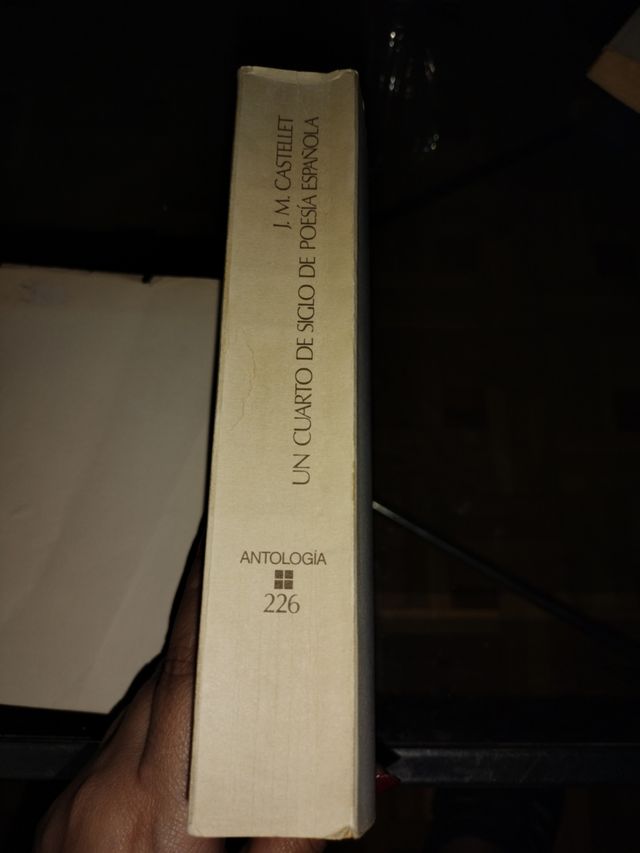 J. M. CASTELLET
UN CUARTO DE SIGLO DE POESÍA ESPAÑOLA
ANTOLOGÍA
226